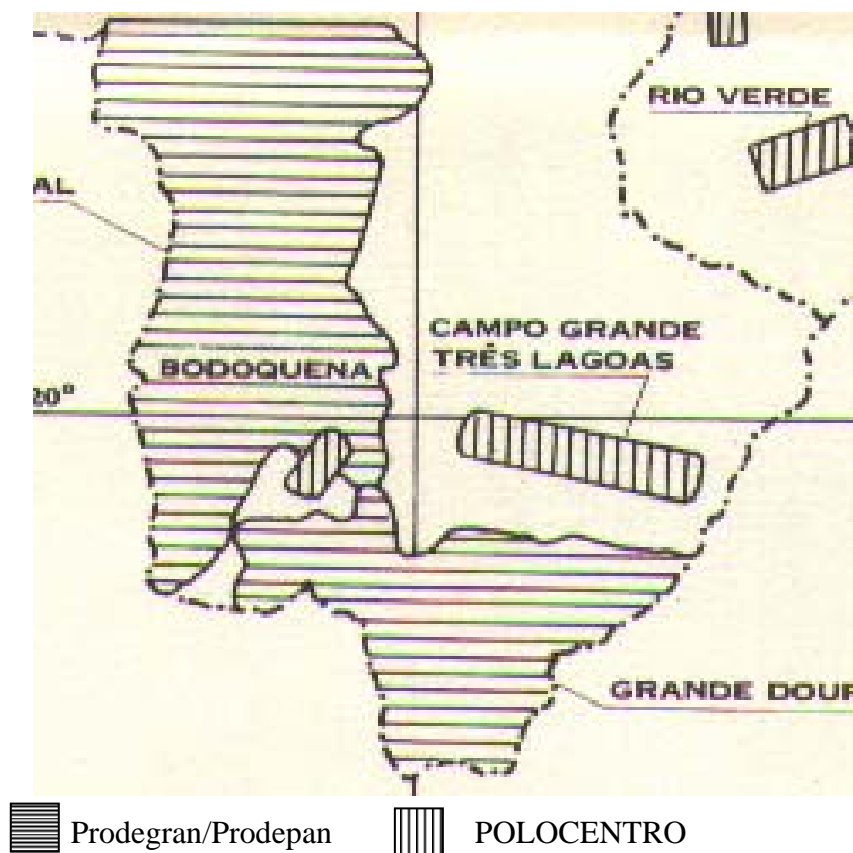 RIO VERDE
AL
CAMPO GRANDE
TRÊS LAGOAS
BODOQUENA
20°
GRANDE DOUR
Prodegran/Prodepan
POLOCENTRO